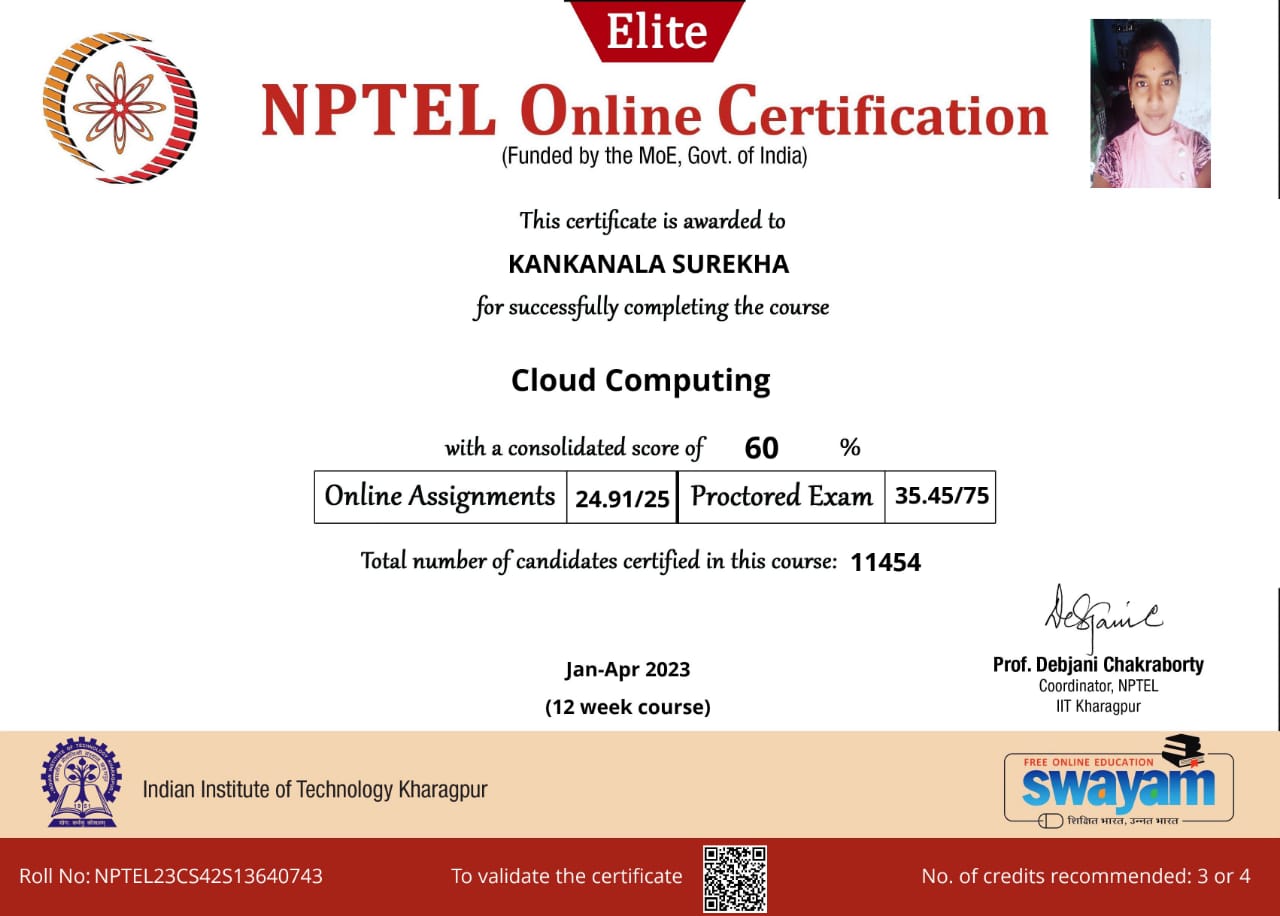 Elite
NPTEL Online Certification
(Funded by the MoE, Govt. of India)
This certificate is awarded to
KANKANALA SUREKHA
for successfully completing the course
Cloud Computing
with a consolidated score of 60 %
Online Assignments 24.91/25 Proctored Exam 35.45/75
Total number of candidates certified in this course: 11454
Jan-Apr 2023
(12 week course)
Prof. Debjani Chakraborty
Coordinator, NPTEL
IIT Kharagpur
Indian Institute of Technology Kharagpur
FREE ONLINE EDUCATION
swayam
शिक्षित भारत, उन्नत भारत
Roll No: NPTEL23CS42S13640743
To validate the certificate
No. of credits recommended: 3 or 4